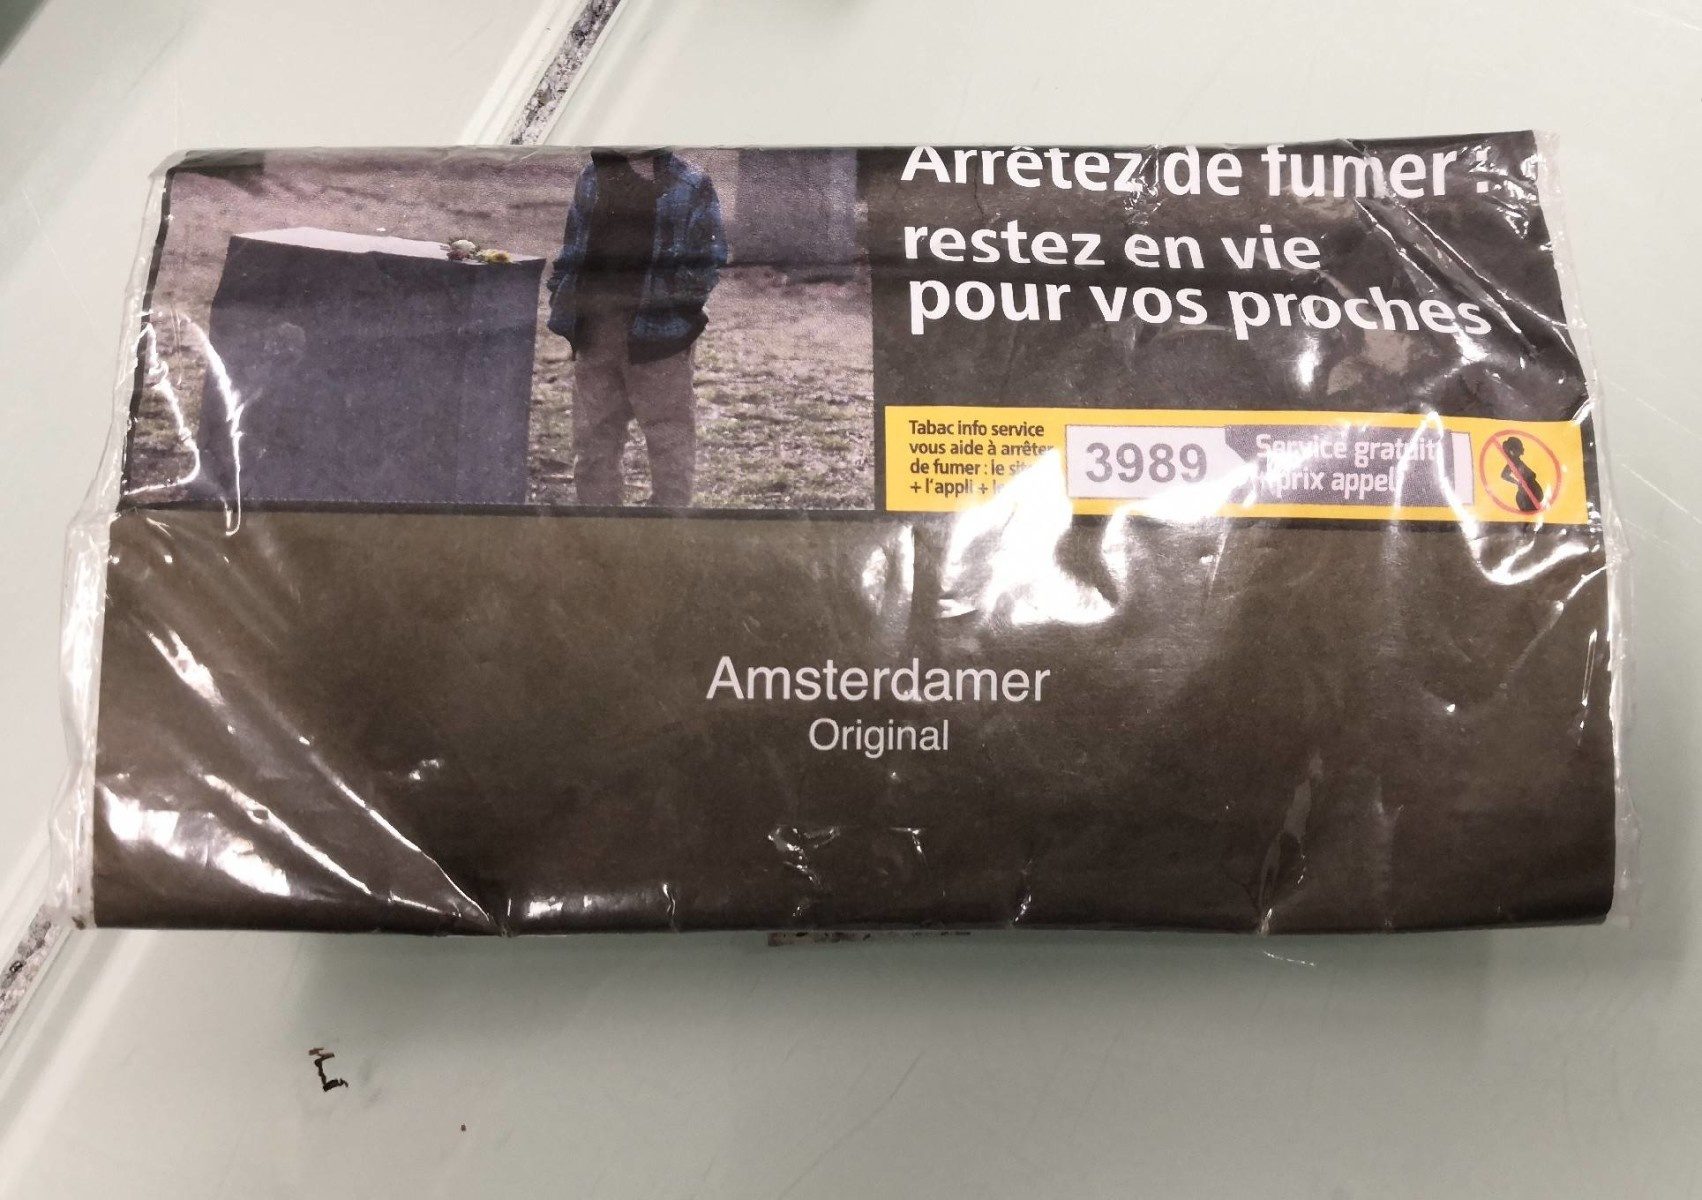 Arrêtez de fumer :
restez en vie
pour vos proches
Tabac info service
vous aide à arrêter
de fumer : le site
+ l'appli +
3989
Service gratuit
+ prix appel
Amsterdamer
Original